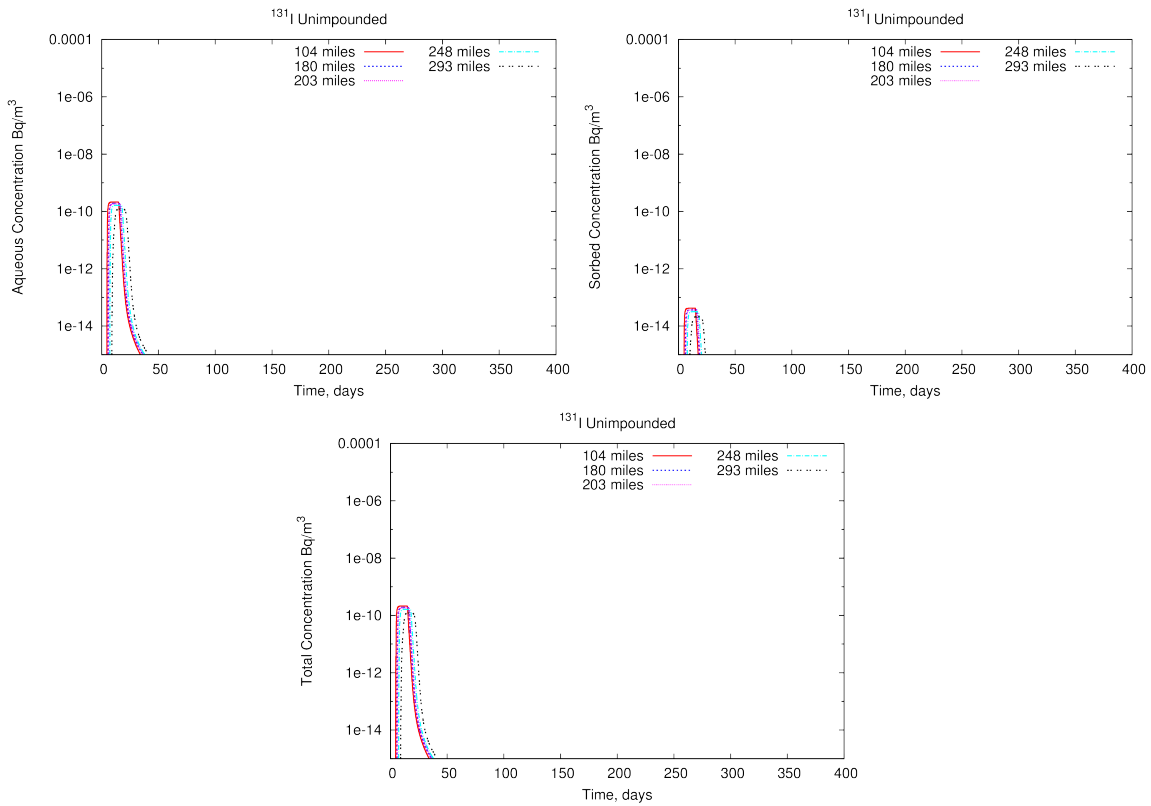 131I Unimpounded
0.0001
1e-06
1e-08
1e-10
1e-12
1e-14
Aqueous Concentration Bq/m3
104 miles
180 miles
203 miles
248 miles
293 miles
0 50 100 150 200 250 300 350 400
Time, days
131I Unimpounded
0.0001
1e-06
1e-08
1e-10
1e-12
1e-14
Sorbed Concentration Bq/m3
104 miles
180 miles
203 miles
248 miles
293 miles
0 50 100 150 200 250 300 350 400
Time, days
131I Unimpounded
0.0001
1e-06
1e-08
1e-10
1e-12
1e-14
Total Concentration Bq/m3
104 miles
180 miles
203 miles
248 miles
293 miles
0 50 100 150 200 250 300 350 400
Time, days